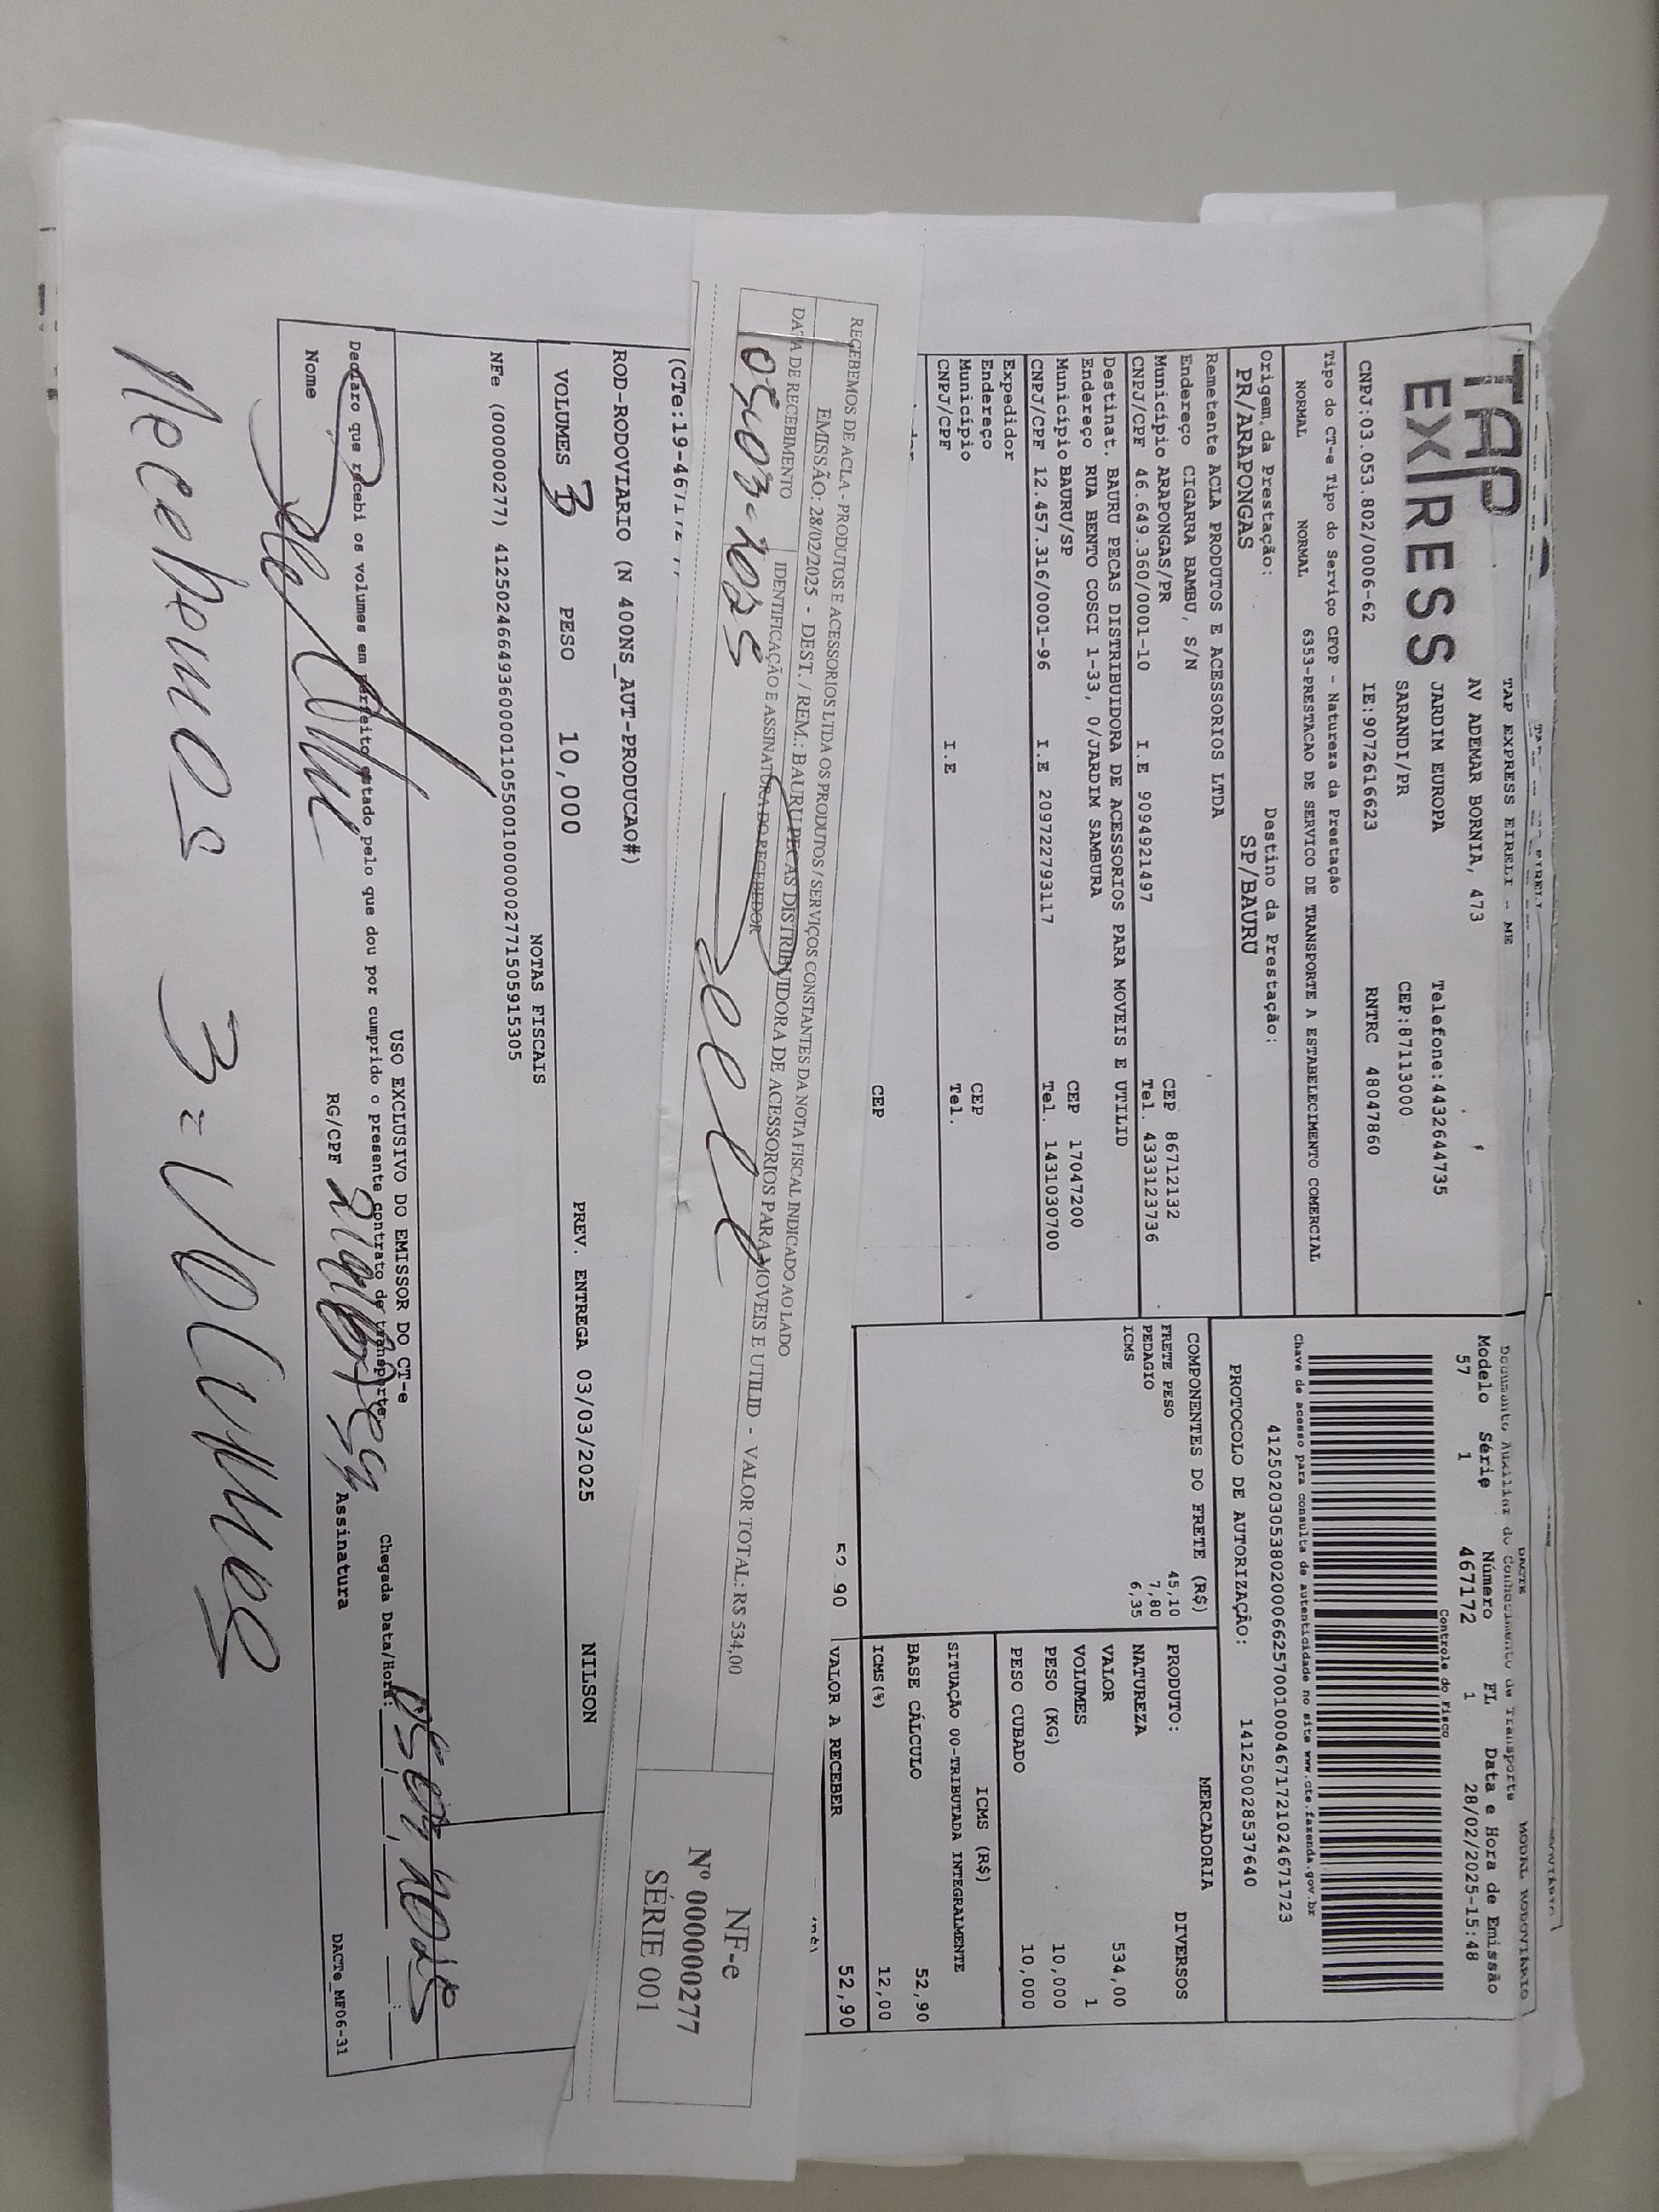 TAP
EXPRESS
TAP EXPRESS EIRELI - ME
AV ADEMAR BORNIA, 473
JARDIM EUROPA Telefone:4432644735
SARANDI/PR CEP:87113000
CNPJ:03.053.802/0006-62 IE:9072616623 RNTRC 48047860
DACTE MODAL RODOVIÁRIO
Documento Auxiliar do Conhecimento de Transporte
Modelo Série Número FL Data e Hora de Emissão
57 1 467172 1 28/02/2025-15:48
Controle do Fisco
Chave de acesso para consulta de autenticidade no site www.cte.fazenda.gov.br
41250203053802000662570010004671721024671723
PROTOCOLO DE AUTORIZAÇÃO: 141250028537640
Tipo do CT-e Tipo do Serviço CFOP - Natureza da Prestação
NORMAL NORMAL 6353-PRESTACAO DE SERVICO DE TRANSPORTE A ESTABELECIMENTO COMERCIAL
Origem da Prestação: Destino da Prestação:
PR/ARAPONGAS SP/BAURU
Remetente ACLA PRODUTOS E ACESSORIOS LTDA
Endereço CIGARRA BAMBU, S/N CEP 86712132
Município ARAPONGAS/PR Tel. 4333123736
CNPJ/CPF 46.649.360/0001-10 I.E 9094921497
Destinat. BAURU PECAS DISTRIBUIDORA DE ACESSORIOS PARA MOVEIS E UTILID
Endereço RUA BENTO COSCI 1-33, 0/JARDIM SAMBURA CEP 17047200
Município BAURU/SP Tel. 1431030700
CNPJ/CPF 12.457.316/0001-96 I.E 209722793117
Expedidor
Endereço CEP
Município Tel.
CNPJ/CPF I.E
CEP
COMPONENTES DO FRETE (R$)
FRETE PESO 45,10
PEDAGIO 7,80
ICMS 6,35
52,90
MERCADORIA
PRODUTO: DIVERSOS
NATUREZA
VALOR 534,00
VOLUMES 1
PESO (KG) 10,000
PESO CUBADO 10,000
ICMS (R$)
SITUAÇÃO 00-TRIBUTADA INTEGRALMENTE
BASE CÁLCULO 52,90
ICMS(%) 12,00
VALOR A RECEBER 52,90
RECEBEMOS DE ACLA - PRODUTOS E ACESSORIOS LTDA OS PRODUTOS / SERVIÇOS CONSTANTES DA NOTA FISCAL INDICADO AO LADO
EMISSÃO: 28/02/2025 - DEST. / REM.: BAURU PECAS DISTRIBUIDORA DE ACESSORIOS PARA MOVEIS E UTILID - VALOR TOTAL: R$ 534,00
DATA DE RECEBIMENTO IDENTIFICAÇÃO E ASSINATURA DO RECEBEDOR
05-03-2025
NF-e
Nº 000000277
SÉRIE 001
ROD-RODOVIARIO (N 400NS_AUT-PRODUCAO#)
VOLUMES 3 PESO 10,000 PREV. ENTREGA 03/03/2025 NILSON
NOTAS FISCAIS
NFe (000000277) 41250246649360000110550010000002771505915305
USO EXCLUSIVO DO EMISSOR DO CT-e
Declaro que recebi os volumes em perfeito estado pelo que dou por cumprido o presente contrato de transporte. Chegada Data/Hora:
Nome RG/CPF Assinatura
DACTe_MF06-31
Recebemos 3 = Volumes